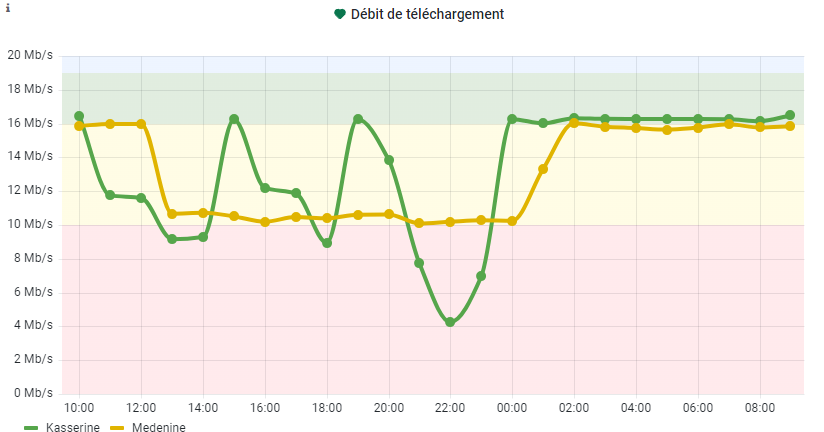 Débit de téléchargement
20 Mb/s
18 Mb/s
16 Mb/s
14 Mb/s
12 Mb/s
10 Mb/s
8 Mb/s
6 Mb/s
4 Mb/s
2 Mb/s
0 Mb/s
10:00 12:00 14:00 16:00 18:00 20:00 22:00 00:00 02:00 04:00 06:00 08:00
Kasserine Medenine